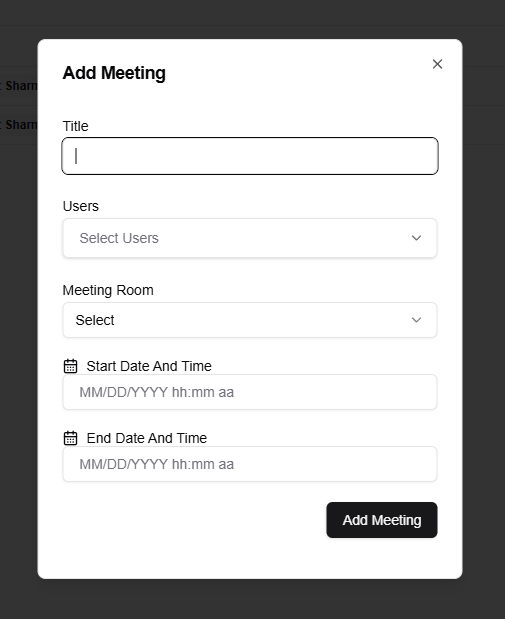 Add Meeting
: Sharm
: Sharm
Title
Users
Select Users
Meeting Room
Select
Start Date And Time
MM/DD/YYYY hh:mm aa
End Date And Time
MM/DD/YYYY hh:mm aa
Add Meeting